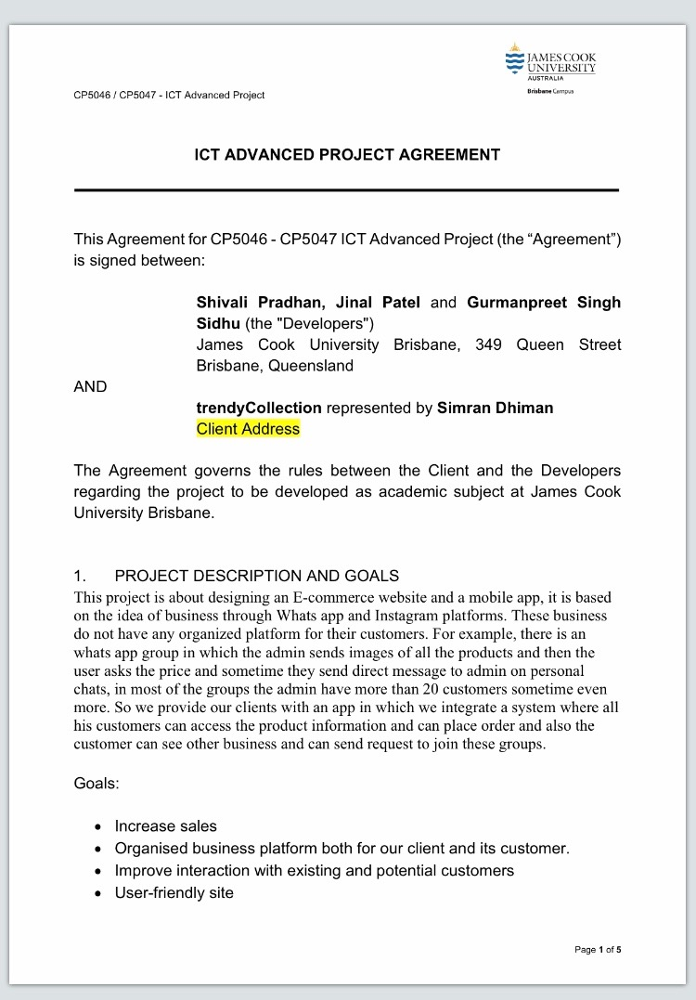 JAMES COOK
UNIVERSITY
AUSTRALIA
Brisbane Campus
CP5046 / CP5047 - ICT Advanced Project
ICT ADVANCED PROJECT AGREEMENT
This Agreement for CP5046 - CP5047 ICT Advanced Project (the “Agreement”)
is signed between:
Shivali Pradhan, Jinal Patel and Gurmanpreet Singh
Sidhu (the "Developers")
James Cook University Brisbane, 349 Queen Street
Brisbane, Queensland
AND
trendyCollection represented by Simran Dhiman
Client Address
The Agreement governs the rules between the Client and the Developers
regarding the project to be developed as academic subject at James Cook
University Brisbane.
1. PROJECT DESCRIPTION AND GOALS
This project is about designing an E-commerce website and a mobile app, it is based
on the idea of business through Whats app and Instagram platforms. These business
do not have any organized platform for their customers. For example, there is an
whats app group in which the admin sends images of all the products and then the
user asks the price and sometime they send direct message to admin on personal
chats, in most of the groups the admin have more than 20 customers sometime even
more. So we provide our clients with an app in which we integrate a system where all
his customers can access the product information and can place order and also the
customer can see other business and can send request to join these groups.
Goals:
• Increase sales
• Organised business platform both for our client and its customer.
• Improve interaction with existing and potential customers
• User-friendly site
Page 1 of 5